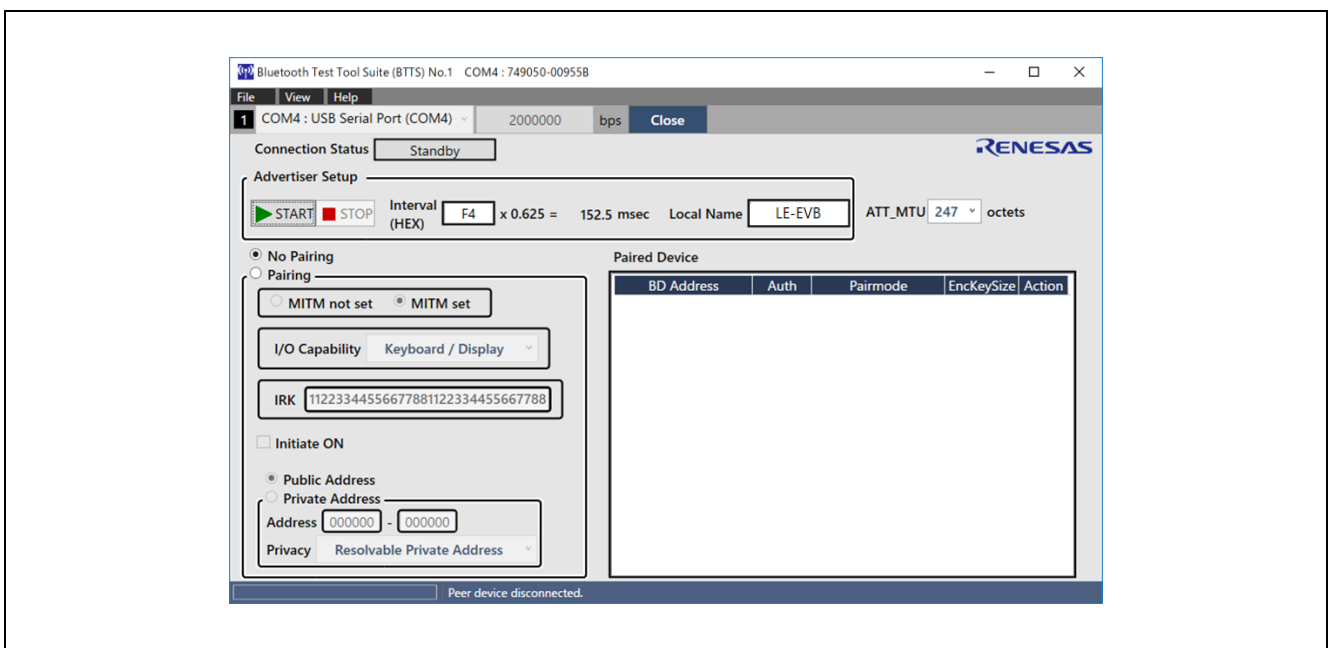 Bluetooth Test Tool Suite (BTTS) No.1 COM4 : 749050-00955B
File View Help
1 COM4 : USB Serial Port (COM4) 2000000 bps Close
Connection Status Standby RENESAS
Advertiser Setup
START STOP Interval (HEX) F4 x 0.625 = 152.5 msec Local Name LE-EVB ATT_MTU 247 octets
No Pairing
Pairing
MITM not set MITM set
I/O Capability Keyboard / Display
IRK 11223344556677881122334455667788
Initiate ON
Public Address
Private Address
Address 000000 - 000000
Privacy Resolvable Private Address
Paired Device
BD Address Auth Pairmode EncKeySize Action
Peer device disconnected.